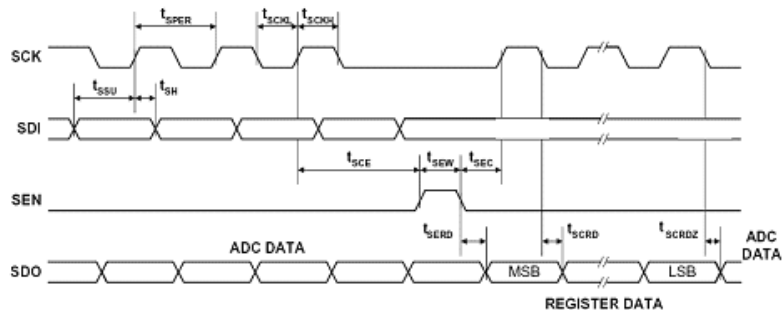 tSPER
tSCKL
tSCKH
SCK
tSSU
tSH
SDI
tSCE
tSEW
tSEC
SEN
tSERD
tSCRD
tSCRDZ
ADC DATA
ADC
DATA
SDO
MSB
LSB
REGISTER DATA